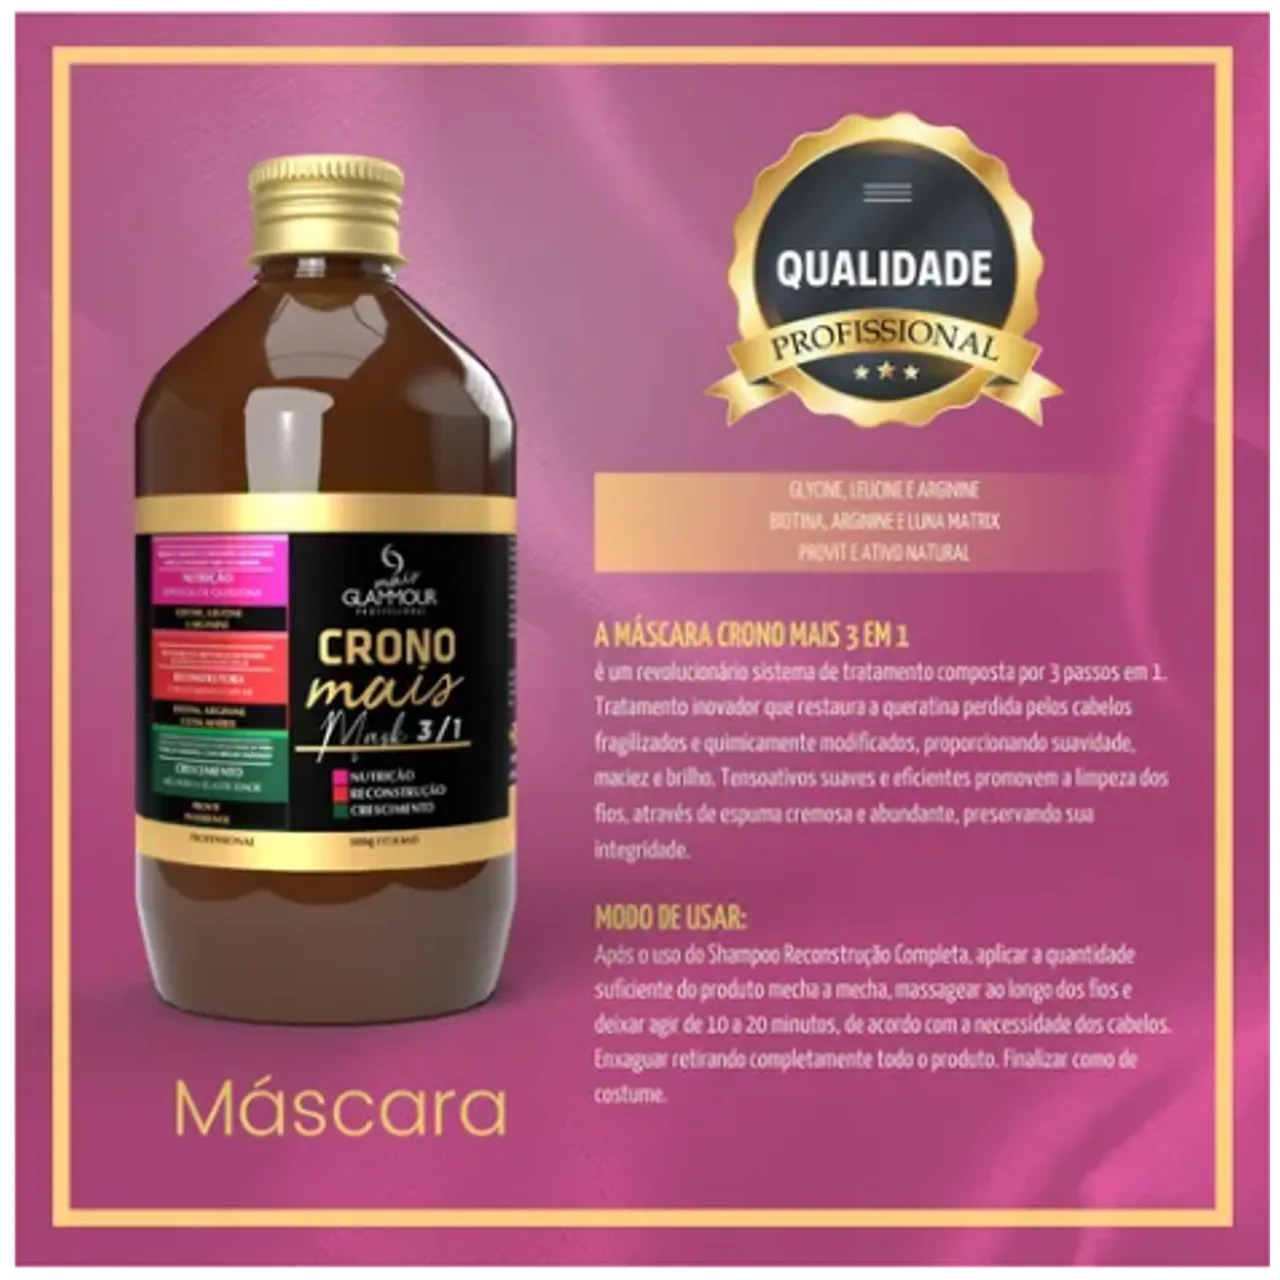 QUALIDADE
PROFISSIONAL
GLYCINE, LEUCINE E ARGININE
BIOTINA, ARGININE E LUNA MATRIX
PROVIT E ATIVO NATURAL
A MÁSCARA CRONO MAIS 3 EM 1
é um revolucionário sistema de tratamento composta por 3 passos em 1.
Tratamento inovador que restaura a queratina perdida pelos cabelos
fragilizados e quimicamente modificados, proporcionando suavidade,
maciez e brilho. Tensoativos suaves e eficientes promovem a limpeza dos
fios, através de espuma cremosa e abundante, preservando sua
integridade.
MODO DE USAR:
Após o uso do Shampoo Reconstrução Completa, aplicar a quantidade
suficiente do produto mecha a mecha, massagear ao longo dos fios e
deixar agir de 10 a 20 minutos, de acordo com a necessidade dos cabelos.
Enxaguar retirando completamente todo o produto. Finalizar como de
costume.
mais
GLAMMOUR
PROFISSIONAL
CRONO
mais
Mask 3/1
NUTRIÇÃO
RECONSTRUÇÃO
CRESCIMENTO
NUTRIÇÃO
RECONSTRUTORA
CRESCIMENTO
PROFESSIONAL
Máscara